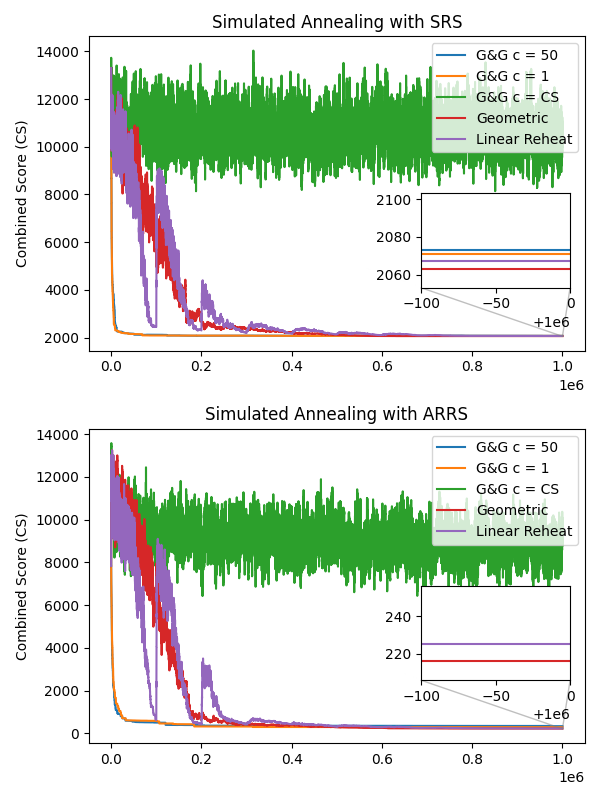 Simulated Annealing with SRS
Combined Score (CS)
14000
12000
10000
8000
6000
4000
2000
G&G c = 50
G&G c = 1
G&G c = CS
Geometric
Linear Reheat
2100
2080
2060
−100
−50
0
+1e6
0.0
0.2
0.4
0.6
0.8
1.0
1e6
Simulated Annealing with ARRS
Combined Score (CS)
14000
12000
10000
8000
6000
4000
2000
0
G&G c = 50
G&G c = 1
G&G c = CS
Geometric
Linear Reheat
240
220
−100
−50
0
+1e6
0.0
0.2
0.4
0.6
0.8
1.0
1e6